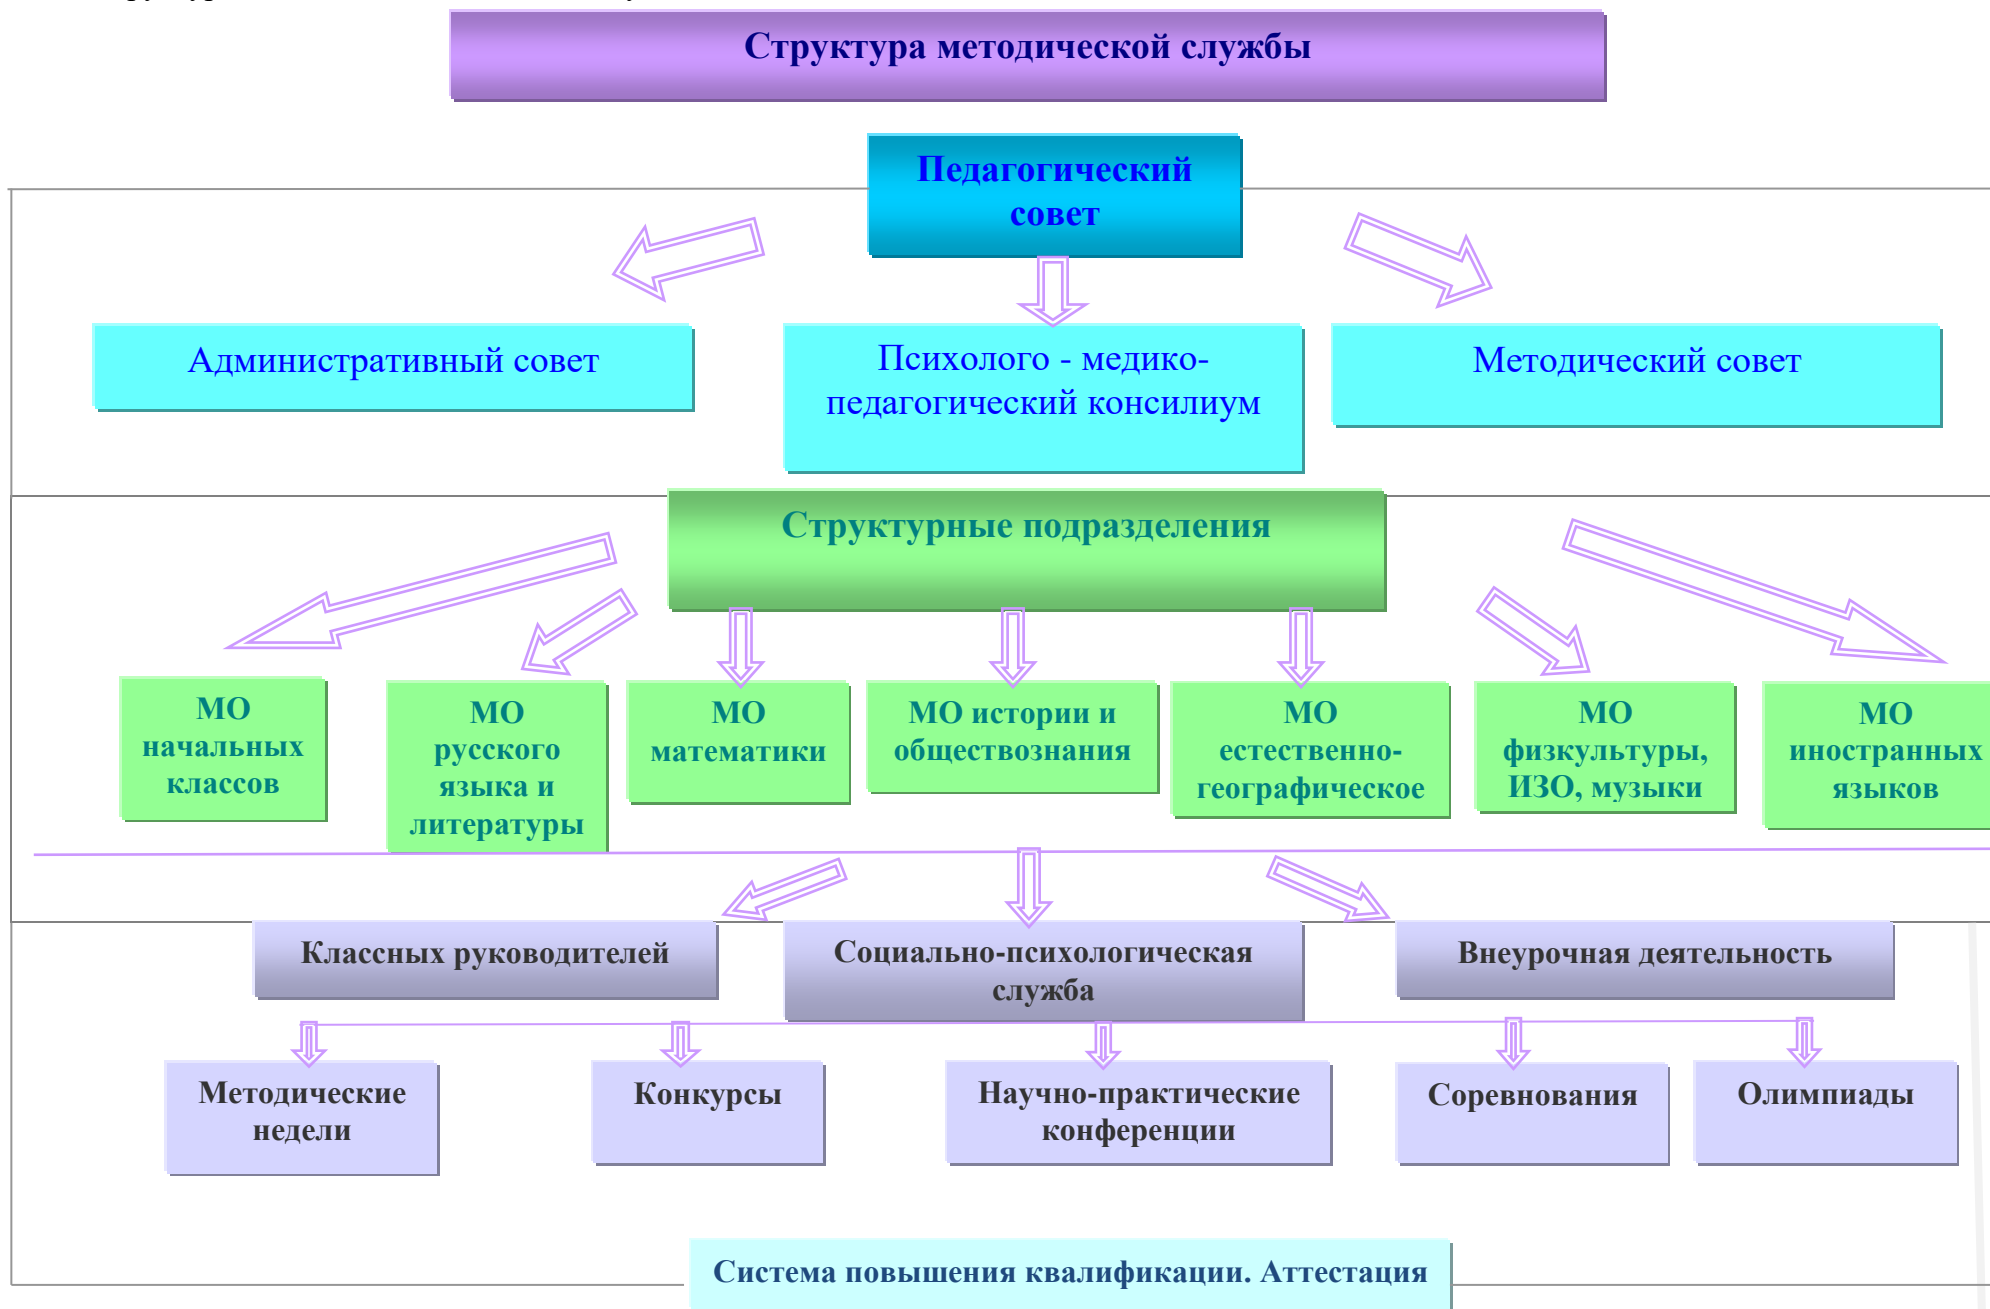 Структура методической службы
Педагогический
совет
Административный совет
Психолого - медико-
педагогический консилиум
Методический совет
Структурные подразделения
МО
начальных
классов
МО
русского
языка и
литературы
МО
математики
МО истории и
обществознания
МО
естественно-
географическое
МО
физкультуры,
ИЗО, музыки
МО
иностранных
языков
Классных руководителей
Социально-психологическая
служба
Внеурочная деятельность
Методические
недели
Конкурсы
Научно-практические
конференции
Соревнования
Олимпиады
Система повышения квалификации. Аттестация